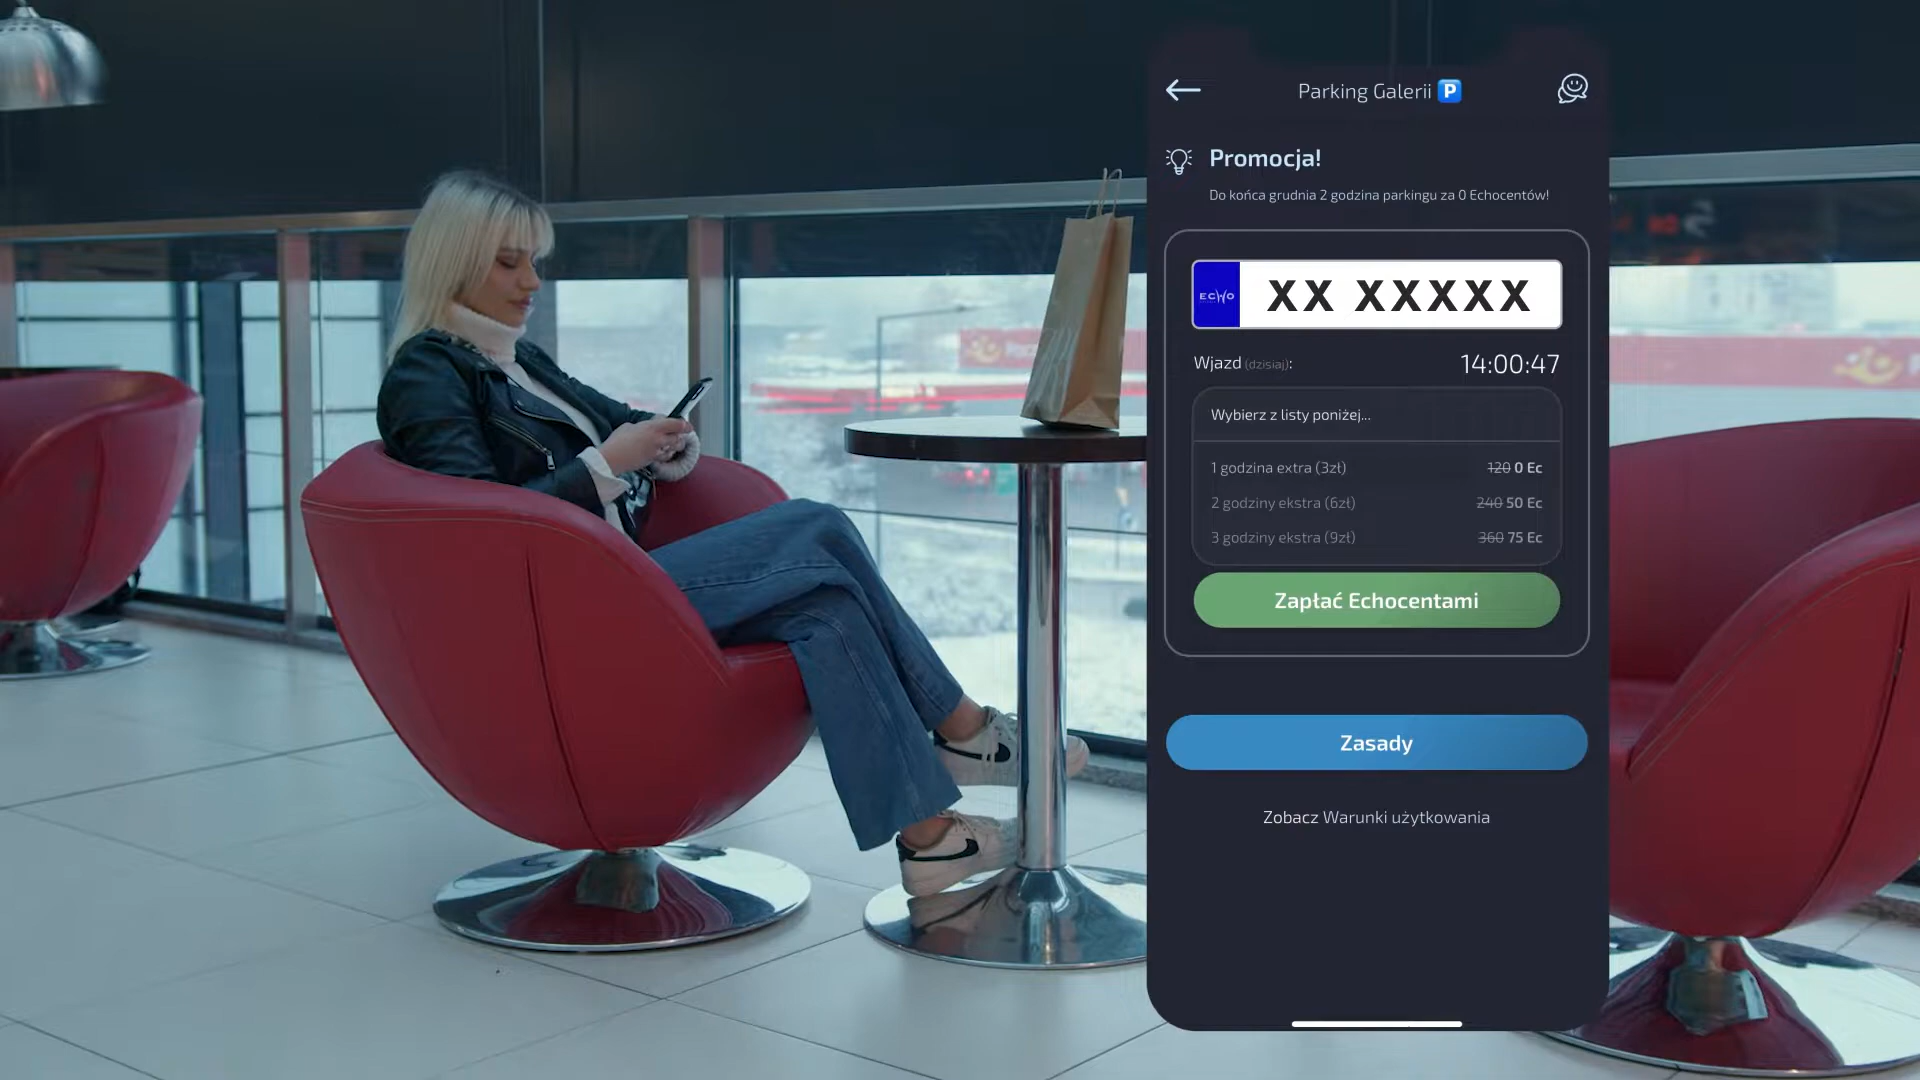 Parking Galerii P
Promocja!
Do końca grudnia 2 godzina parkingu za 0 Echocentów!
ECHO
XX XXXXX
Wjazd (dzisiaj): 14:00:47
Wybierz z listy poniżej...
1 godzina extra (3zł) 120 0 Ec
2 godziny ekstra (6zł) 240 50 Ec
3 godziny ekstra (9zł) 360 75 Ec
Zapłać Echocentami
Zasady
Zobacz Warunki użytkowania